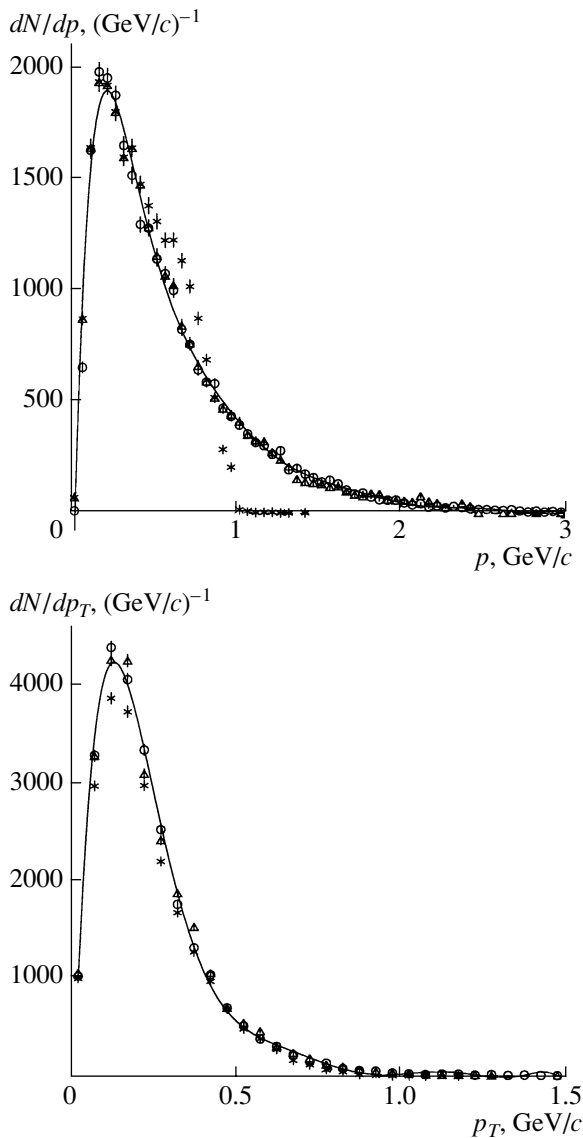 dN/dp, (GeV/c)⁻¹
2000
1500
1000
500
0
1 2 3
p, GeV/c
dN/dp_T, (GeV/c)⁻¹
4000
3000
2000
1000
0 0.5 1.0 1.5
p_T, GeV/c